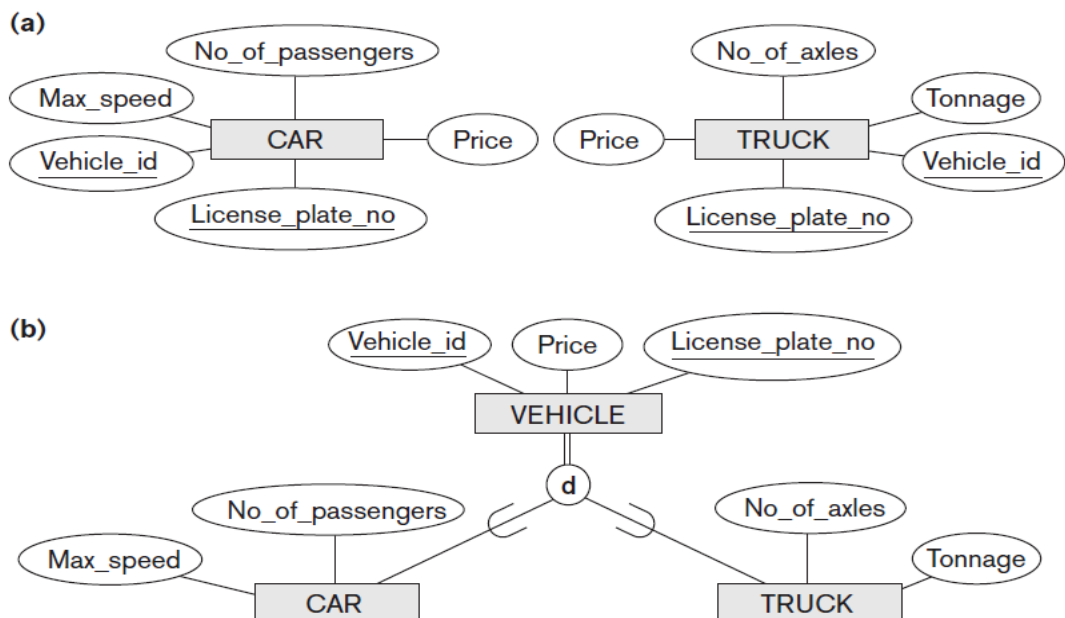 (a)
No_of_passengers
No_of_axles
Max_speed
Tonnage
CAR
Price
Price
TRUCK
Vehicle_id
Vehicle_id
License_plate_no
License_plate_no
(b)
Vehicle_id
Price
License_plate_no
VEHICLE
d
No_of_passengers
No_of_axles
Max_speed
Tonnage
CAR
TRUCK